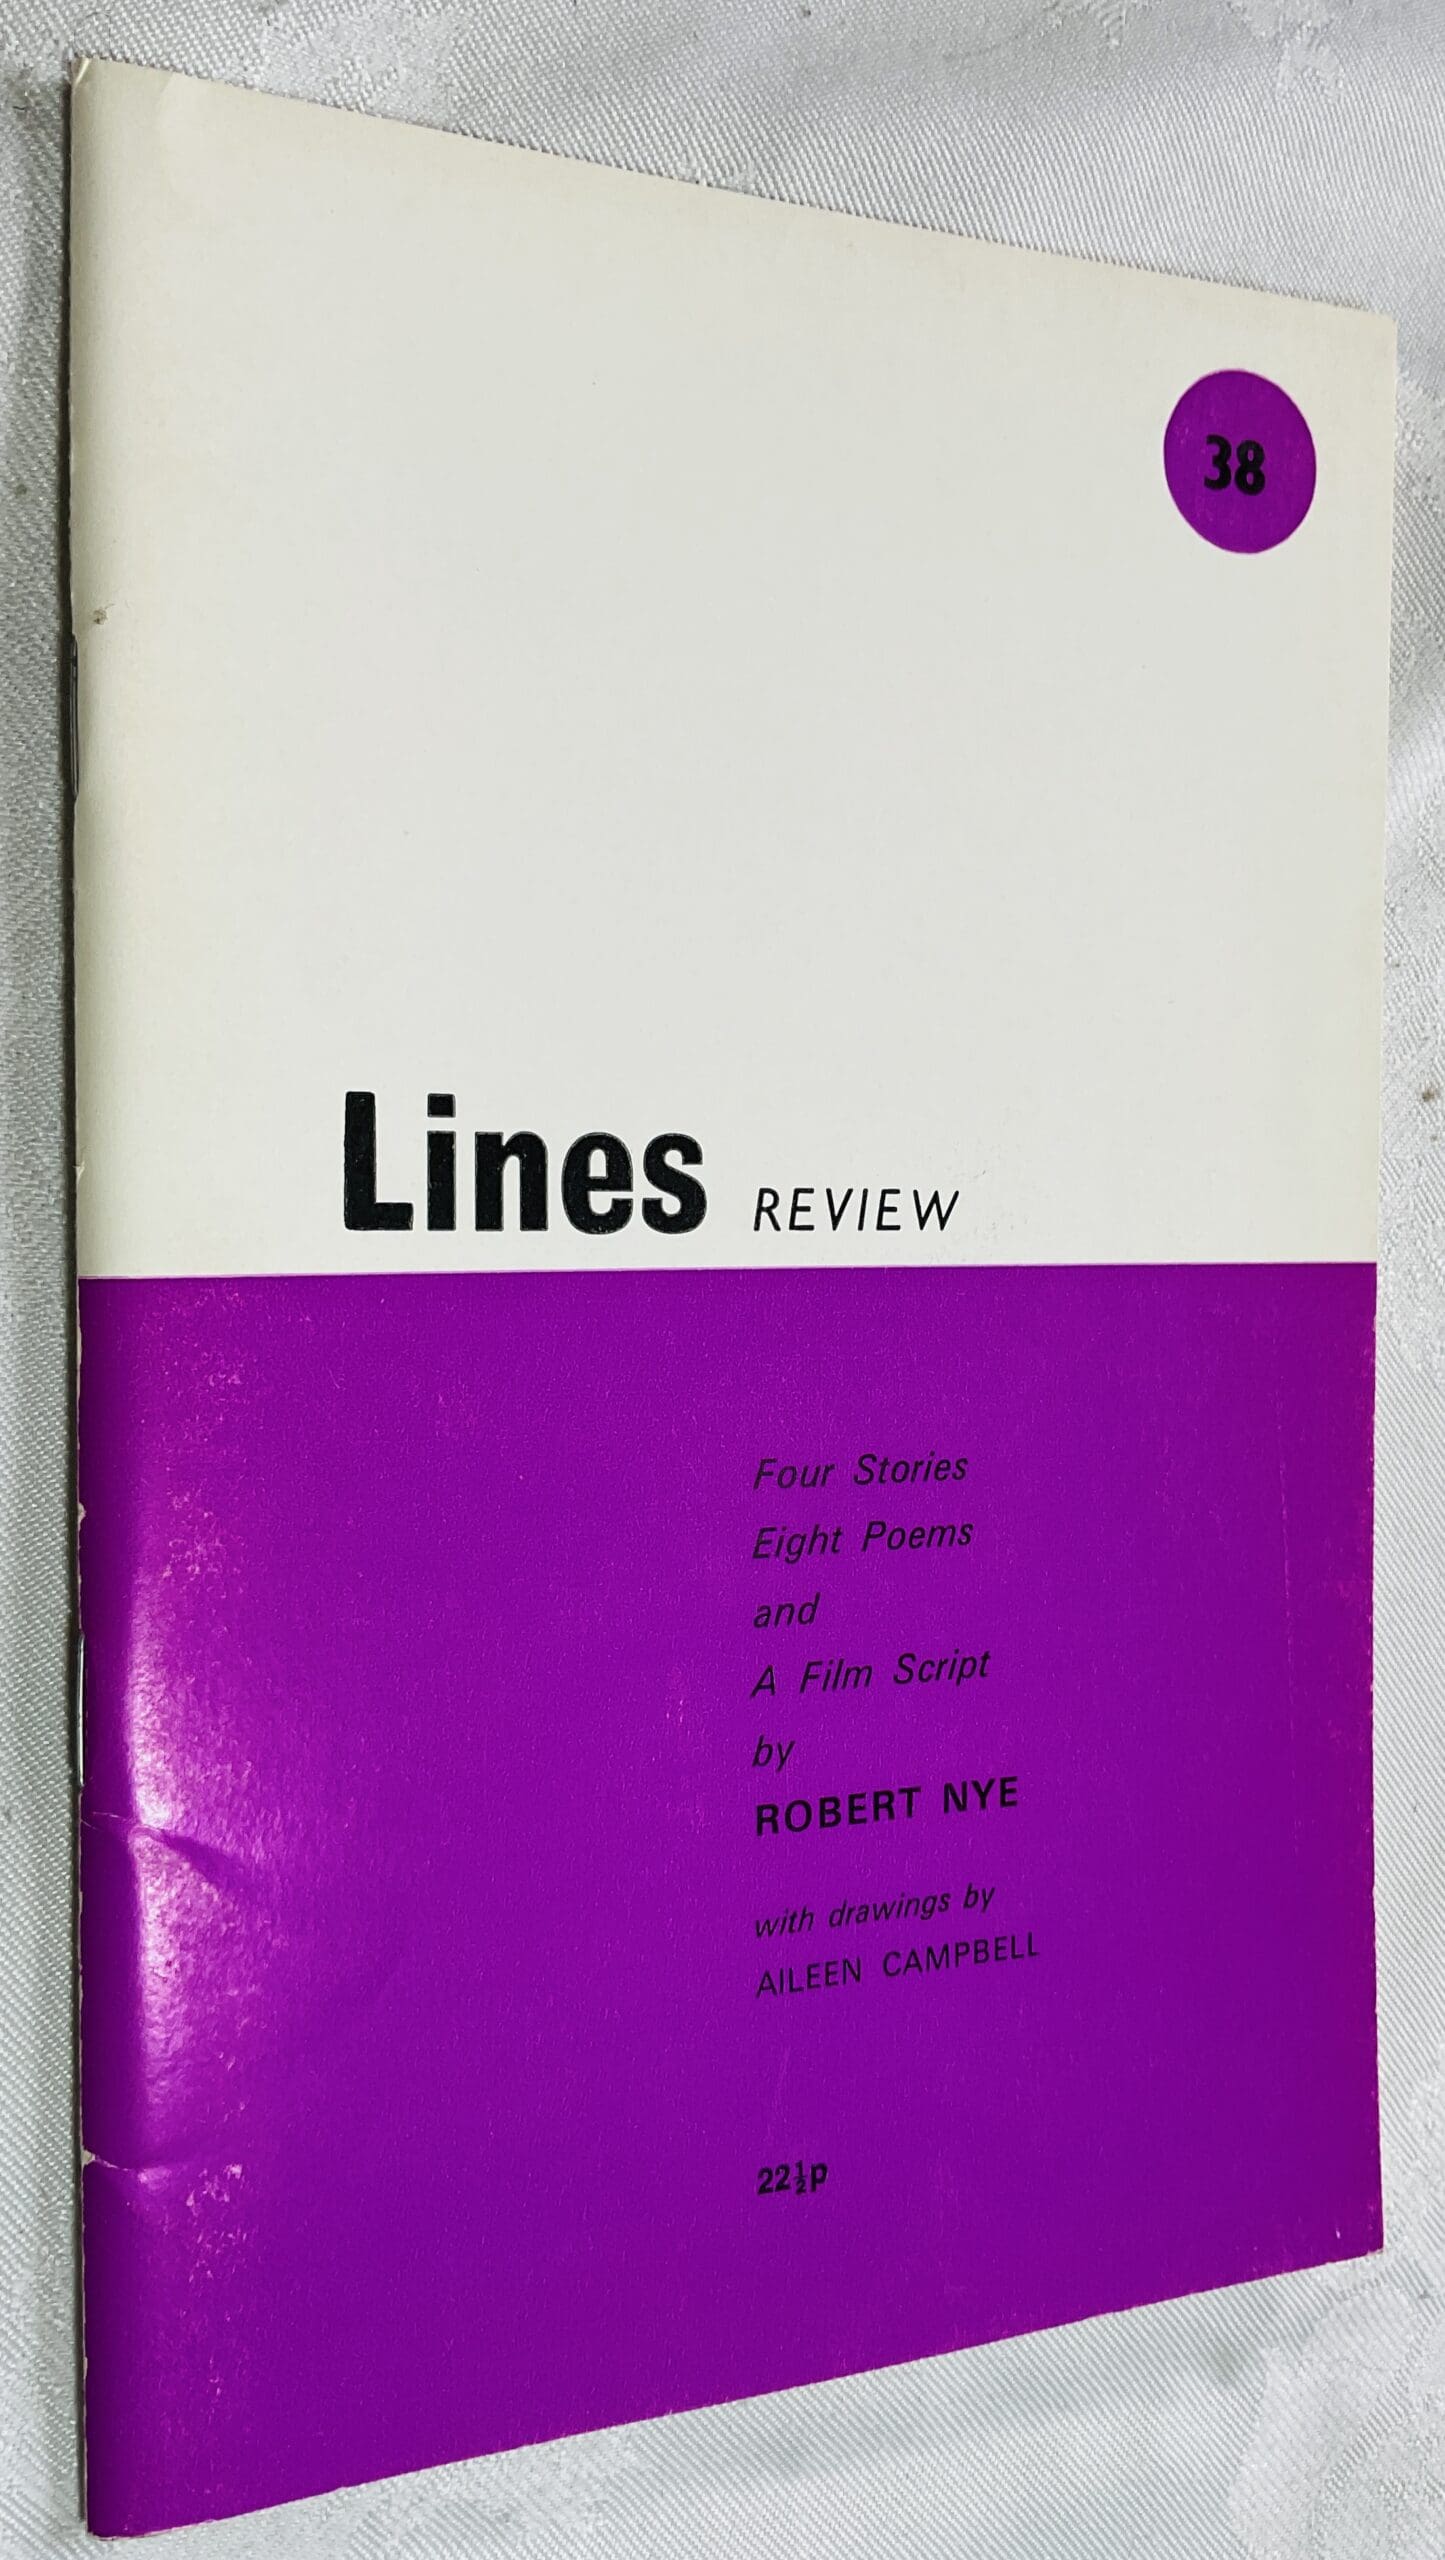 38
Lines REVIEW
Four Stories
Eight Poems
and
A Film Script
by
ROBERT NYE
with drawings by
AILEEN CAMPBELL
22½p